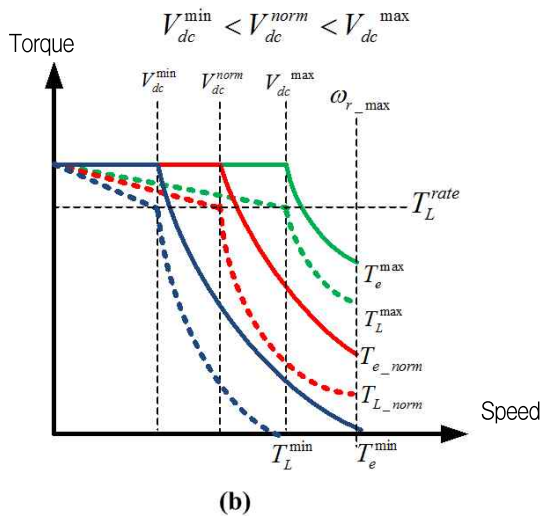 V_dc^min < V_dc^norm < V_dc^max
Torque
V_dc^min V_dc^norm V_dc^max ω_r_max
T_L^rate
T_e^max
T_L^max
T_e_norm
T_L_norm
Speed
T_L^min T_e^min
(b)